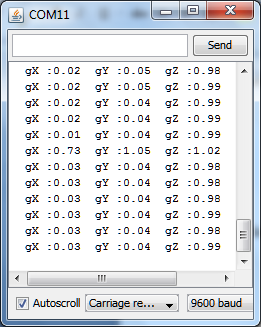 COM11
Send
gX :0.02 gY :0.05 gZ :0.98
gX :0.02 gY :0.05 gZ :0.99
gX :0.02 gY :0.04 gZ :0.99
gX :0.02 gY :0.04 gZ :0.99
gX :0.01 gY :0.04 gZ :0.99
gX :0.73 gY :1.05 gZ :1.02
gX :0.03 gY :0.04 gZ :0.98
gX :0.03 gY :0.04 gZ :0.98
gX :0.03 gY :0.04 gZ :0.99
gX :0.03 gY :0.04 gZ :0.98
gX :0.03 gY :0.04 gZ :0.98
gX :0.03 gY :0.04 gZ :0.99
Autoscroll Carriage re... 9600 baud